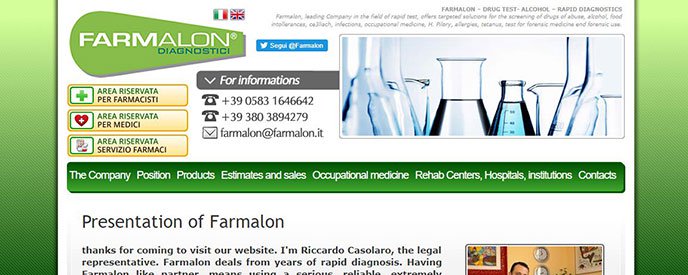 FARMALON®
DIAGNOSTICI
Segui @Farmalon
FARMALON - DRUG TEST- ALCOHOL – RAPID DIAGNOSTICS
Farmalon, leading Company in the field of rapid test, offers targeted solutions for the screening of drugs of abuse, alcohol, food
intollerances, celiach, infections, occupational medicine, H. Pilory, allergies, tetanus, test for forensic medicine end forensic use.
AREA RISERVATA
PER FARMACISTI
AREA RISERVATA
PER MEDICI
AREA RISERVATA
SERVIZIO FARMACI
For informations
+39 0583 1646642
+39 380 3894279
farmalon@farmalon.it
The Company Position Products Estimates and sales Occupational medicine Rehab Centers, Hospitals, institutions Contacts
Presentation of Farmalon
thanks for coming to visit our website. I'm Riccardo Casolaro, the legal
representative. Farmalon deals from years of rapid diagnosis. Having
Farmalon like partner, means using a serious, reliable, extremely